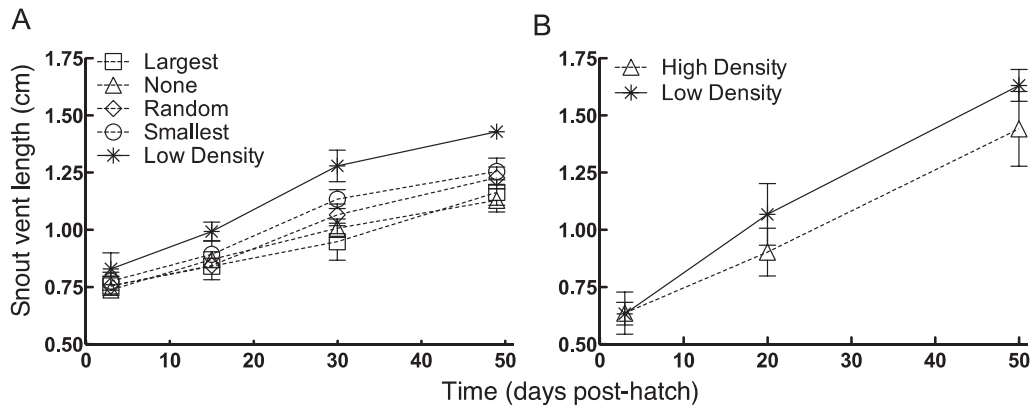 A
Snout vent length (cm)
1.75
1.50
1.25
1.00
0.75
0.50
Largest
None
Random
Smallest
Low Density
0 10 20 30 40 50
B
1.75
1.50
1.25
1.00
0.75
0.50
High Density
Low Density
0 10 20 30 40 50
Time (days post-hatch)